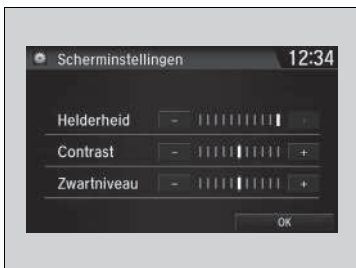 Scherminstellingen 12:34
Helderheid - +
Contrast - +
Zwartniveau - +
OK